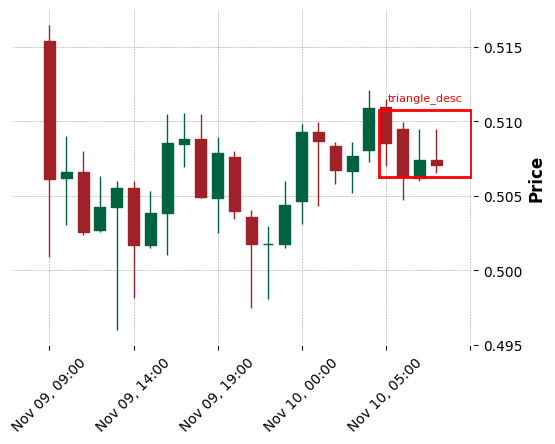 triangle_desc
0.515
0.510
0.505
0.500
0.495
Price
Nov 09, 09:00
Nov 09, 14:00
Nov 09, 19:00
Nov 10, 00:00
Nov 10, 05:00